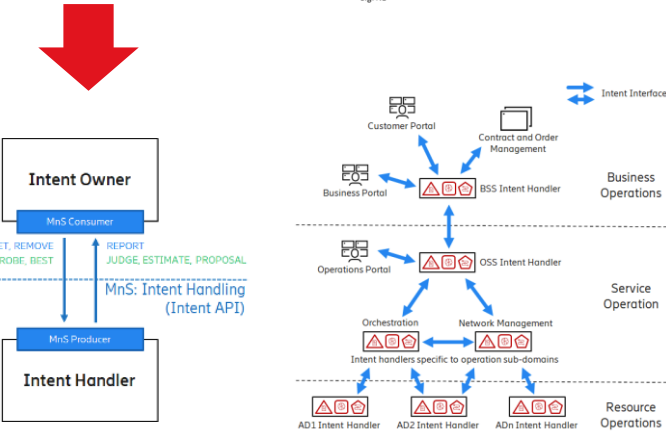 Intent Owner
MnS Consumer
REMOVE
BEST
REPORT
JUDGE, ESTIMATE, PROPOSAL
MnS: Intent Handling
(Intent API)
MnS Producer
Intent Handler
Intent Interface
Customer Portal
Contract and Order
Management
Business Portal
BSS Intent Handler
Business
Operations
Operations Portal
OSS Intent Handler
Service
Operation
Orchestration
Network Management
Intent handlers specific to operation sub-domains
AD1 Intent Handler
AD2 Intent Handler
ADn Intent Handler
Resource
Operations